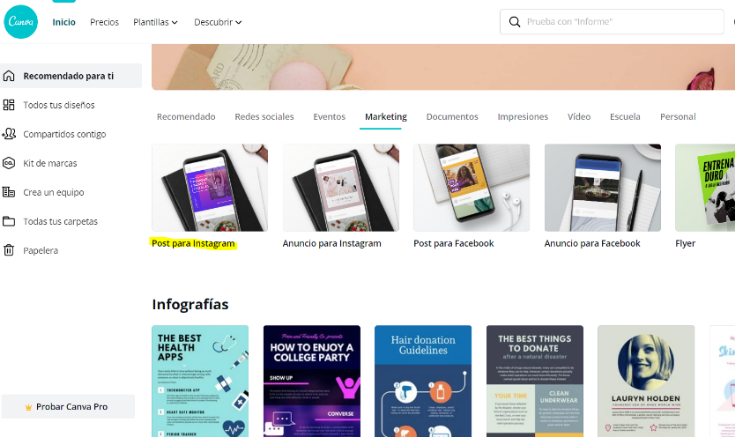 Canva
Inicio
Precios
Plantillas
Descubrir
Prueba con "Informe"
Recomendado para ti
Todos tus diseños
Compartidos contigo
Kit de marcas
Crea un equipo
Todas tus carpetas
Papelera
Probar Canva Pro
Recomendado
Redes sociales
Eventos
Marketing
Documentos
Impresiones
Vídeo
Escuela
Personal
ENTRENA
DURO
Post para Instagram
Anuncio para Instagram
Post para Facebook
Anuncio para Facebook
Flyer
Infografías
THE BEST
HEALTH
APPS
HOW TO ENJOY A
COLLEGE PARTY
SHOW UP
CONVERSE
Hair donation
Guidelines
THE BEST THINGS
TO DONATE
after a natural disaster
YOUR TIME
CLEAN
UNDERWEAR
LAURYN HOLDEN